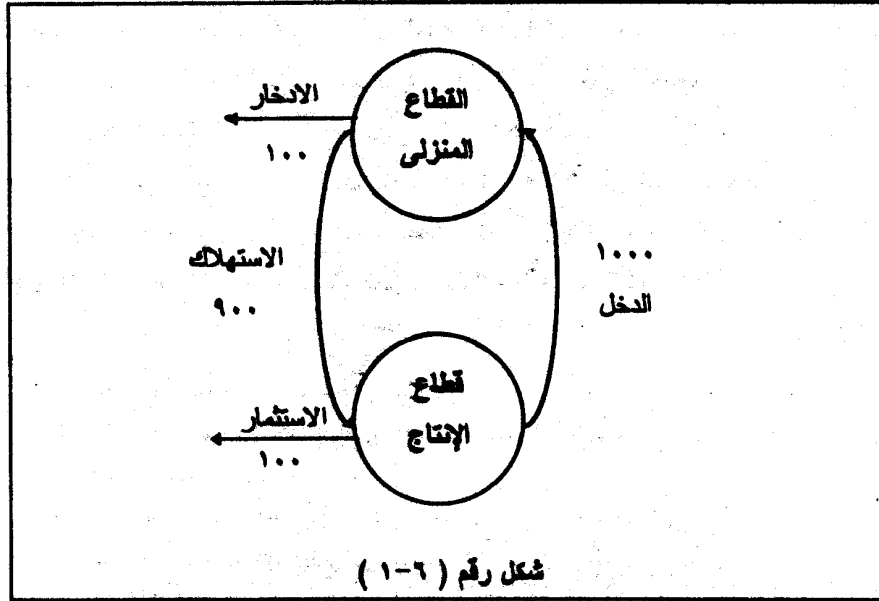 القطاع
المنزلى
الادخار
١٠٠
١٠٠٠
الدخل
الاستهلاك
٩٠٠
قطاع
الإنتاج
الاستثمار
١٠٠
شكل رقم ( ٦-١ )